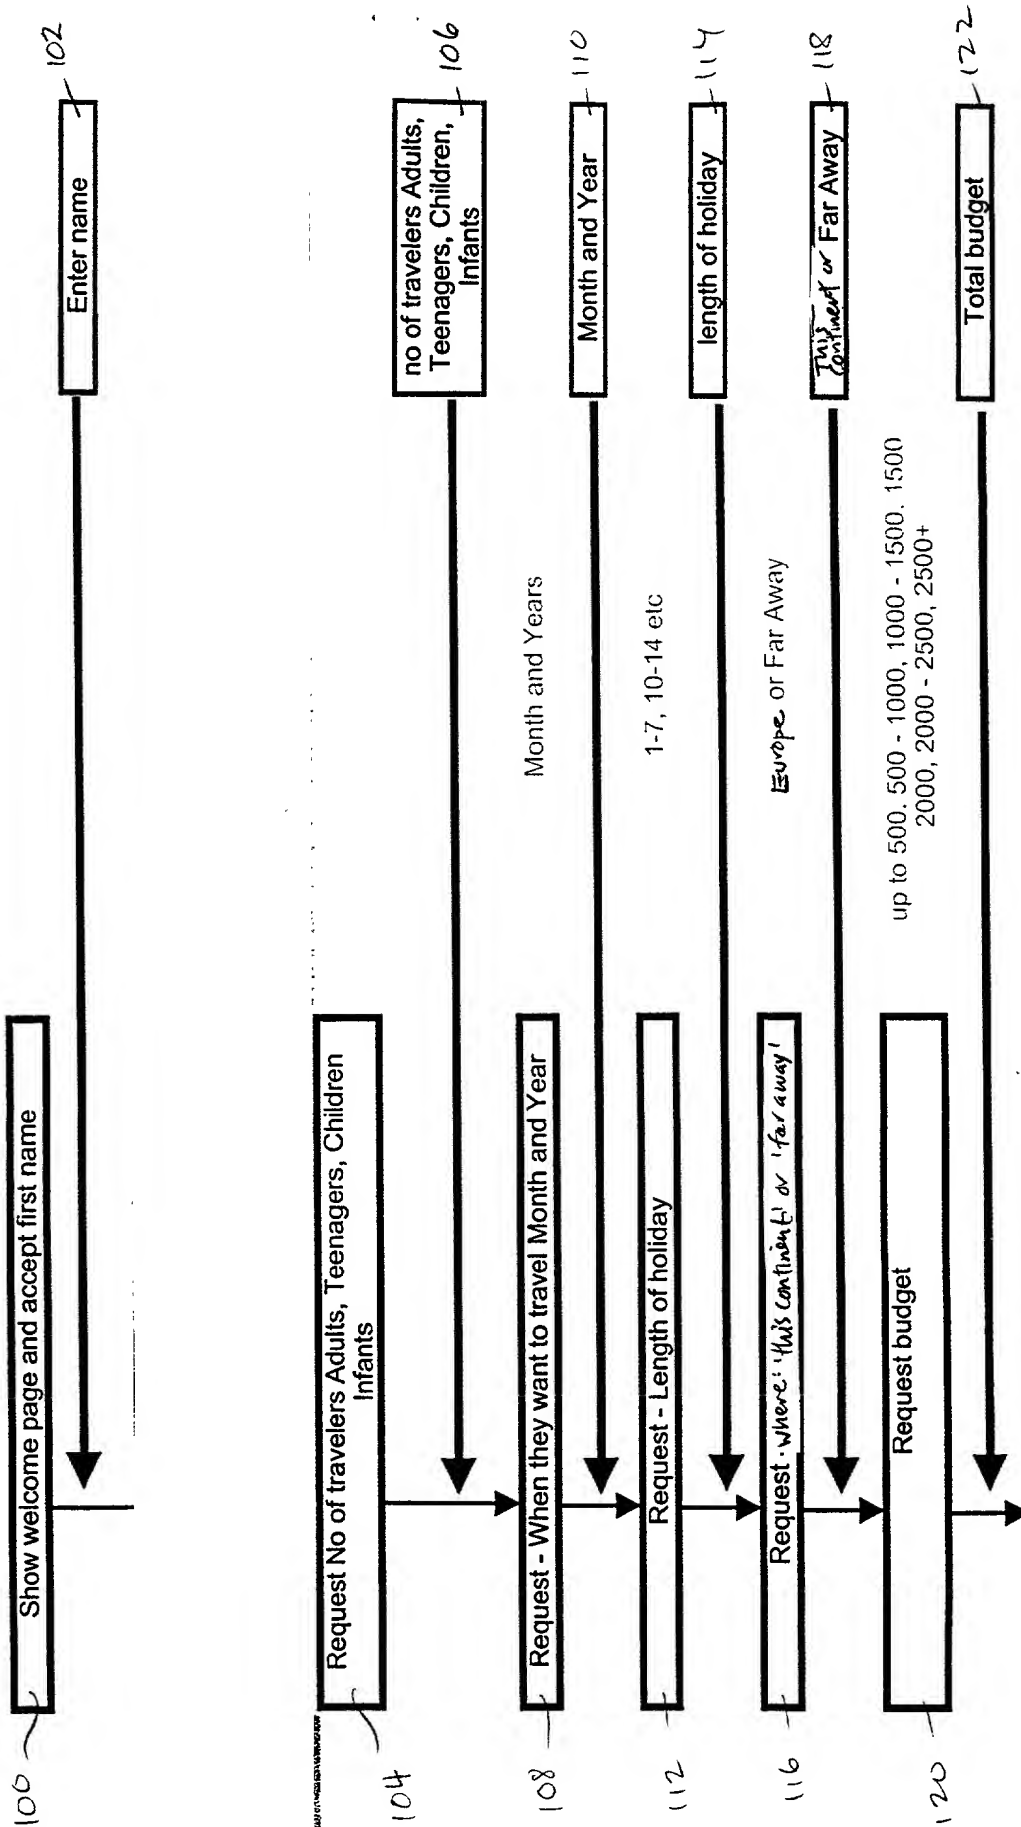 100
Show welcome page and accept first name
Enter name
102
104
Request No of travelers Adults, Teenagers, Children
Infants
no of travelers Adults,
Teenagers, Children,
Infants
106
108
Request - When they want to travel Month and Year
Month and Years
Month and Year
110
112
Request - Length of holiday
1-7, 10-14 etc
length of holiday
114
116
Request - where: 'this continent' or 'far away'
Europe or Far Away
This
Continent or Far Away
118
120
Request budget
up to 500. 500 - 1000, 1000 - 1500. 1500
2000, 2000 - 2500, 2500+
Total budget
122